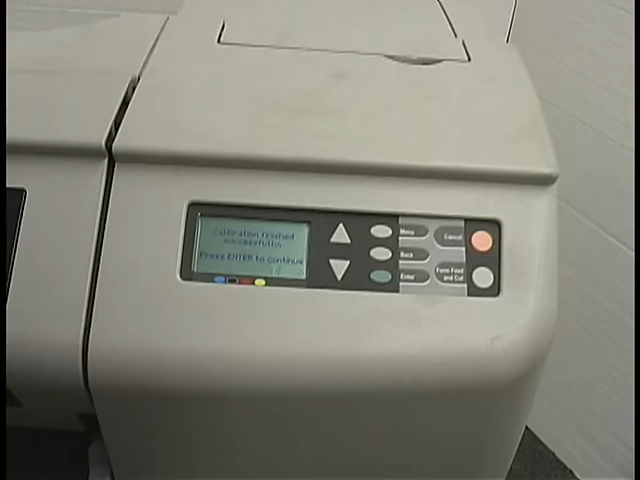 Calibration finished
successfully.
Press ENTER to continue
Menu
Cancel
Back
Form Feed
and Cut
Enter